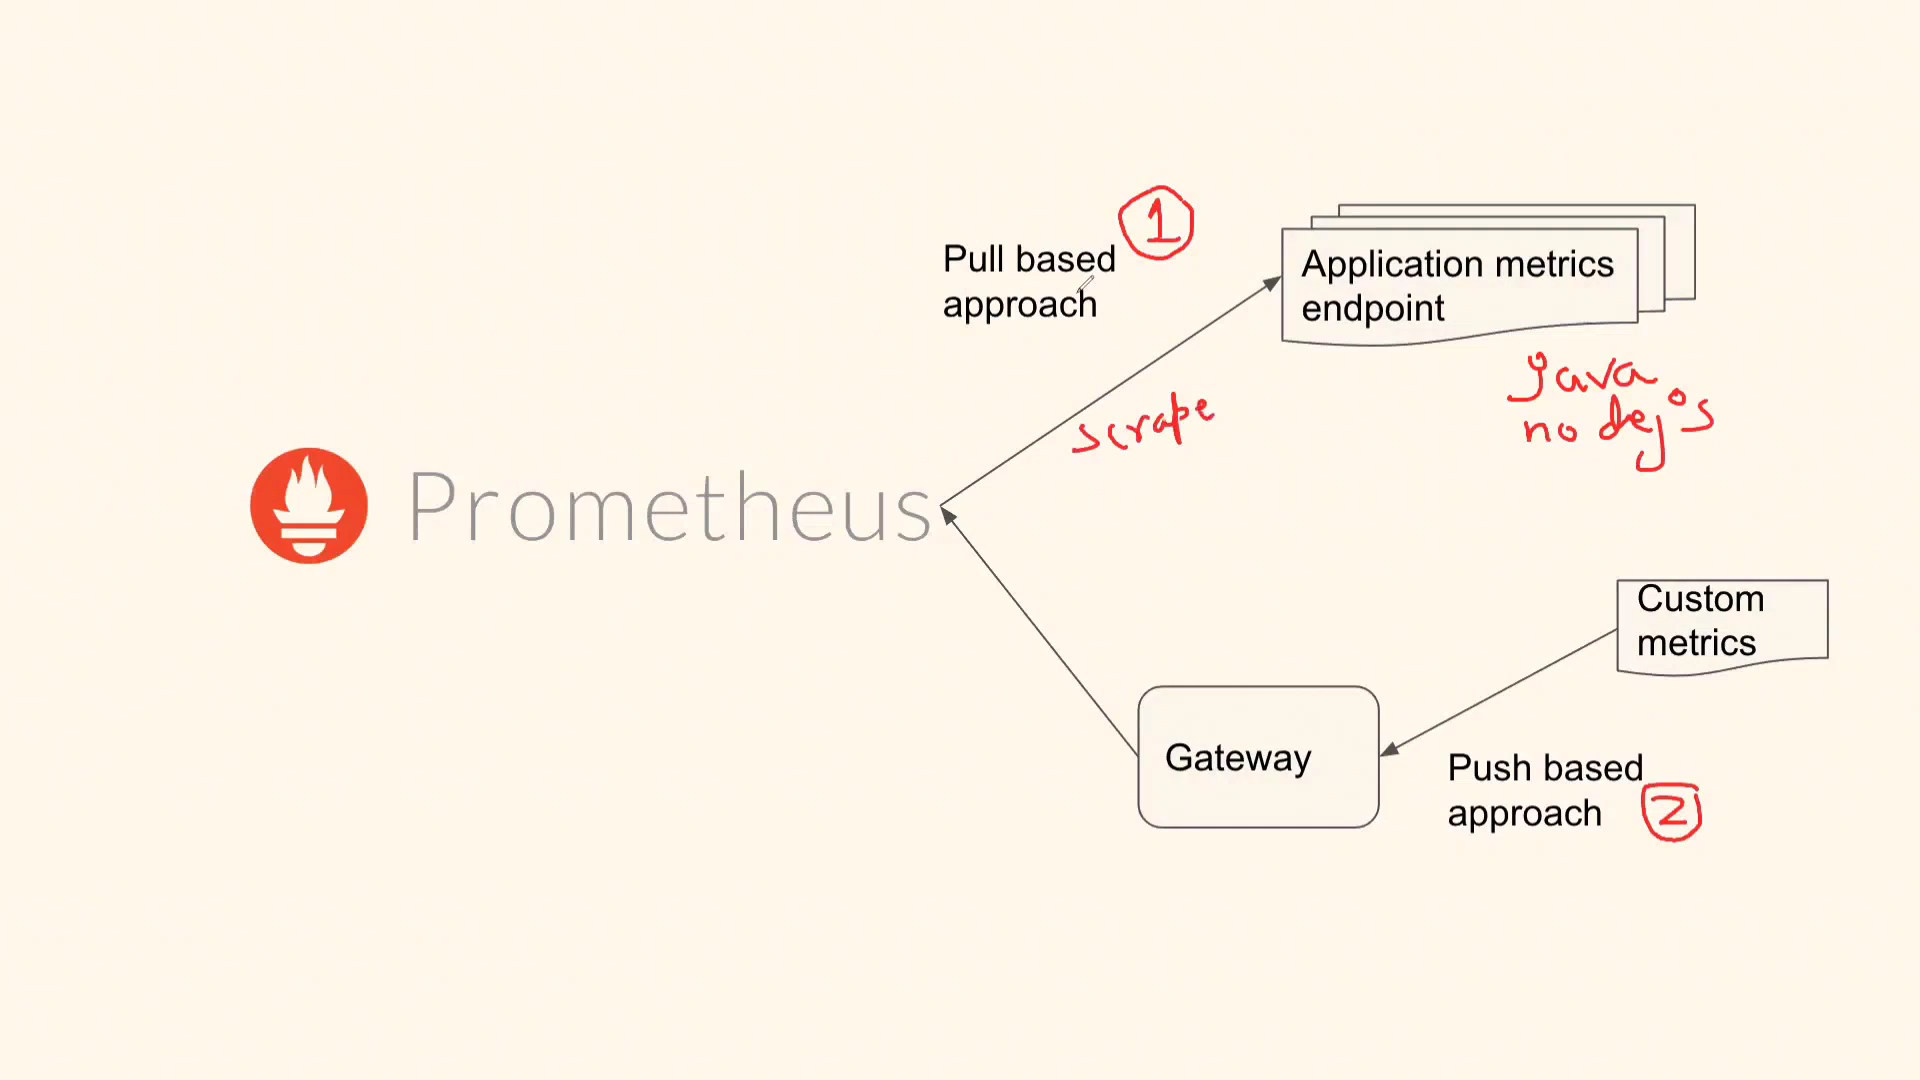 1
Pull based
approach
Application metrics
endpoint
java
nodejs
scrape
Prometheus
Custom
metrics
Gateway
Push based
approach
2